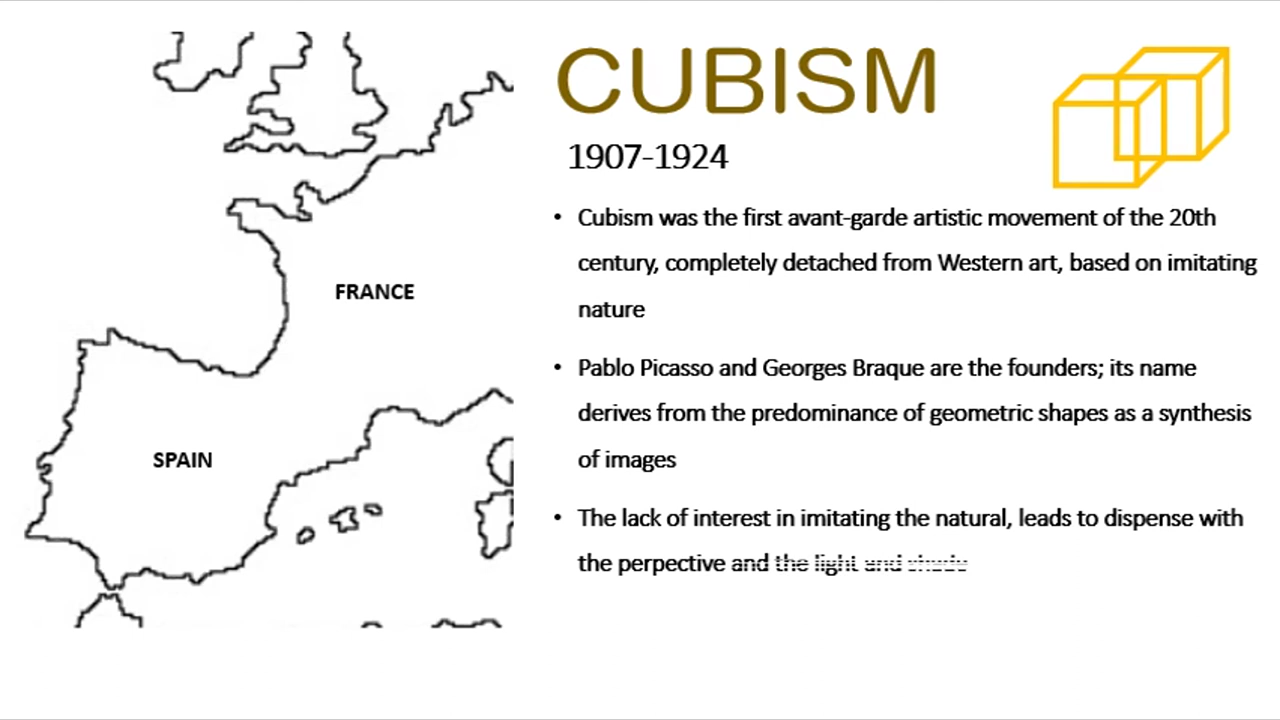 CUBISM
1907-1924
• Cubism was the first avant-garde artistic movement of the 20th
century, completely detached from Western art, based on imitating
nature
FRANCE
• Pablo Picasso and Georges Braque are the founders; its name
derives from the predominance of geometric shapes as a synthesis
of images
SPAIN
• The lack of interest in imitating the natural, leads to dispense with
the perpective and the light and shade